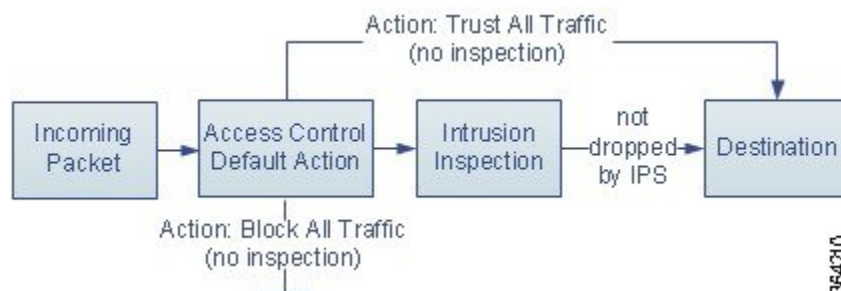 Action: Trust All Traffic
(no inspection)
Incoming
Packet
Access Control
Default Action
Intrusion
Inspection
not
dropped
by IPS
Destination
Action: Block All Traffic
(no inspection)